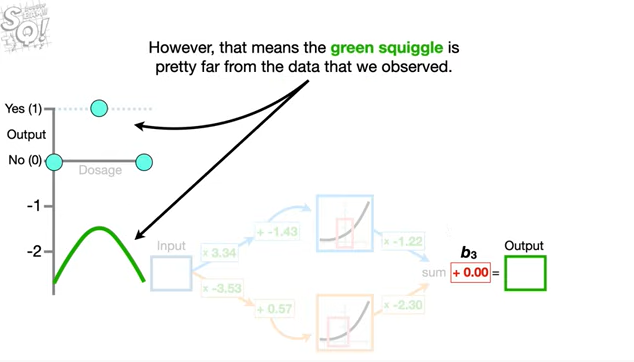 SQ!
However, that means the green squiggle is
pretty far from the data that we observed.
Yes (1)
Output
No (0)
Dosage
-1
-2
Input
x 3.34
+ -1.43
x -1.22
x -3.53
+ 0.57
x -2.30
sum
b3
+ 0.00
=
Output